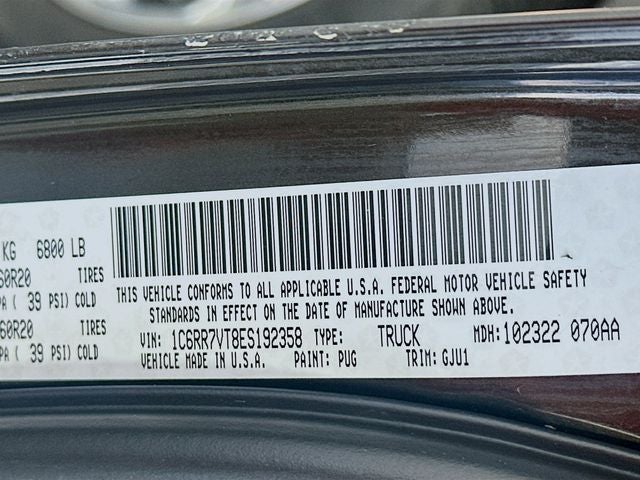 KG 6800 LB
60R20 TIRES
PA ( 39 PSI) COLD
60R20 TIRES
PA ( 39 PSI) COLD
THIS VEHICLE CONFORMS TO ALL APPLICABLE U.S.A. FEDERAL MOTOR VEHICLE SAFETY
STANDARDS IN EFFECT ON THE DATE OF MANUFACTURE SHOWN ABOVE.
VIN: 1C6RR7VT8ES192358 TYPE: TRUCK MDH: 102322 070AA
VEHICLE MADE IN U.S.A. PAINT: PUG TRIM: GJU1